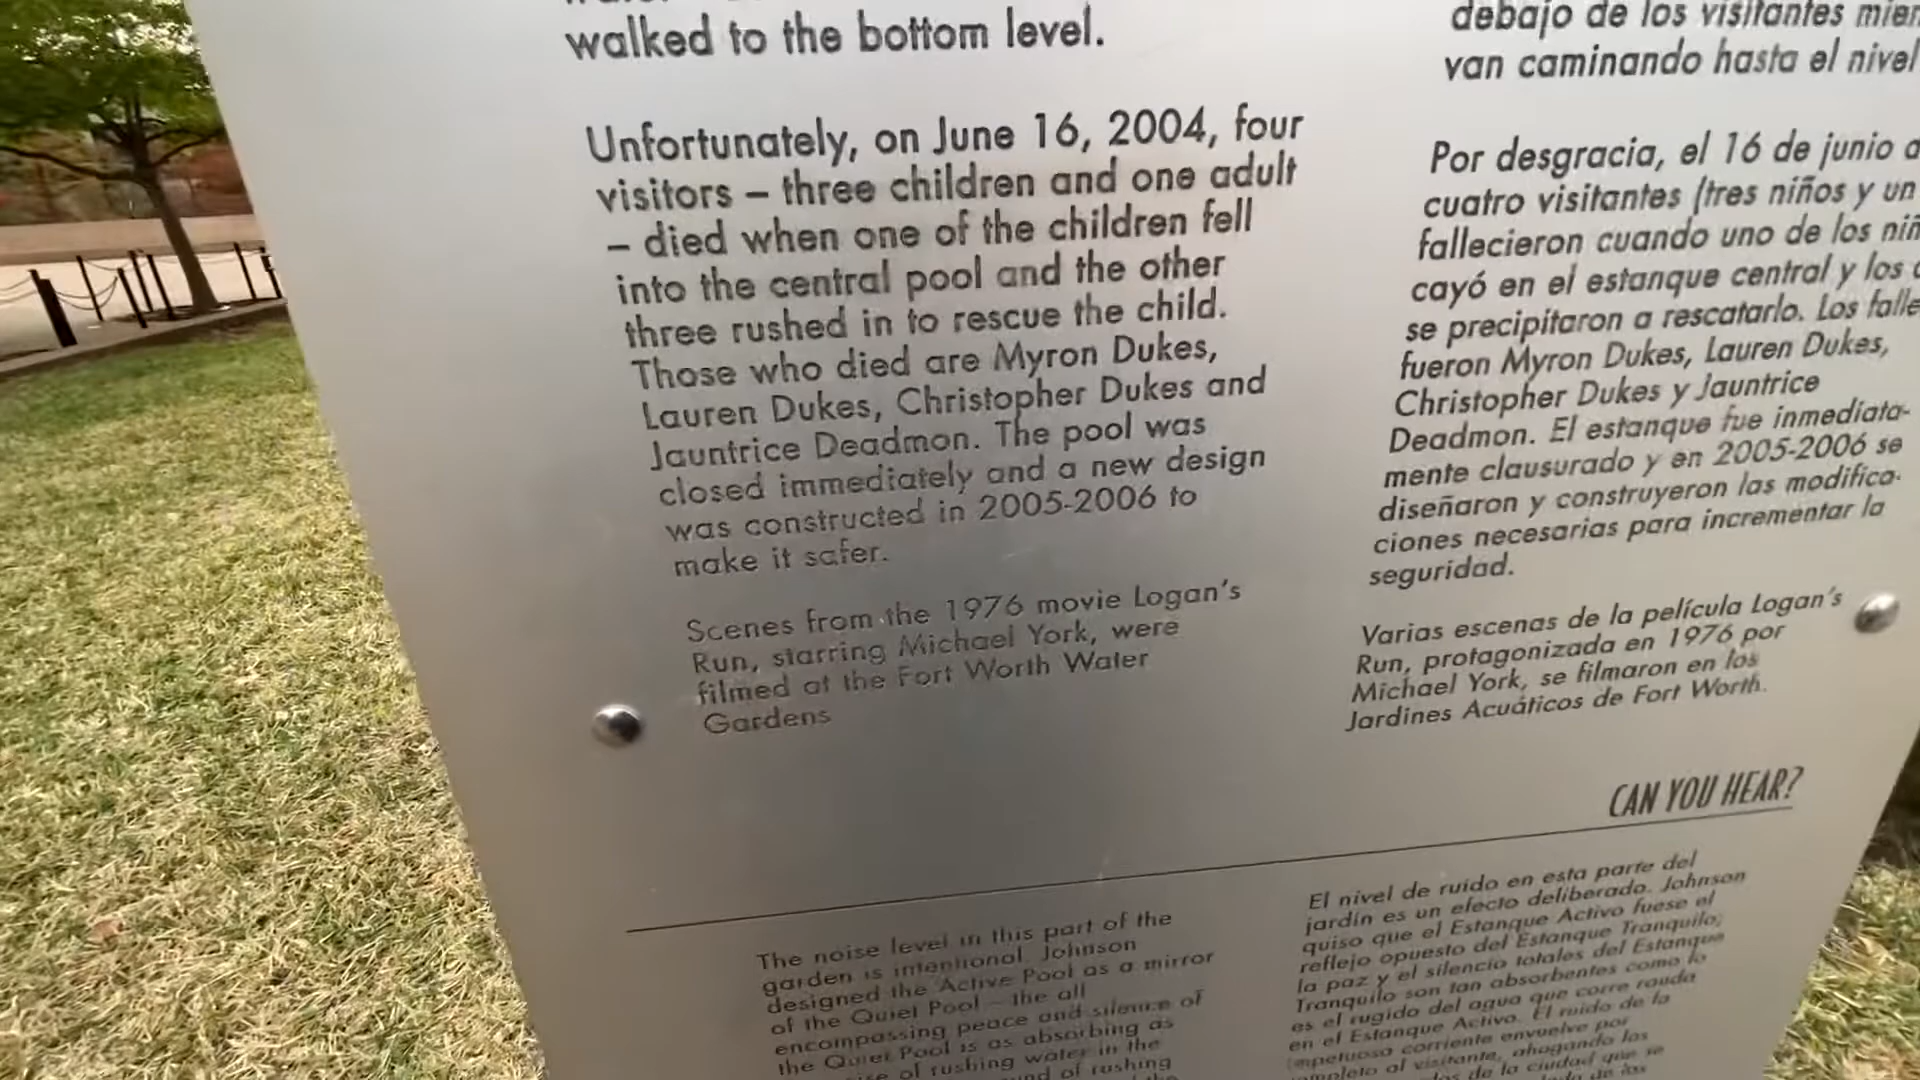 walked to the bottom level.
Unfortunately, on June 16, 2004, four
visitors – three children and one adult
– died when one of the children fell
into the central pool and the other
three rushed in to rescue the child.
Those who died are Myron Dukes,
Lauren Dukes, Christopher Dukes and
Jauntrice Deadmon. The pool was
closed immediately and a new design
was constructed in 2005-2006 to
make it safer.
Scenes from the 1976 movie Logan's
Run, starring Michael York, were
filmed at the Fort Worth Water
Gardens
debajo de los visitantes mien
van caminando hasta el nivel
Por desgracia, el 16 de junio d
cuatro visitantes (tres niños y un
fallecieron cuando uno de los niñ
cayó en el estanque central y los o
se precipitaron a rescatarlo. Los falle
fueron Myron Dukes, Lauren Dukes,
Christopher Dukes y Jauntrice
Deadmon. El estanque fue inmediata-
mente clausurado y en 2005-2006 se
diseñaron y construyeron las modifica-
ciones necesarias para incrementar la
seguridad.
Varias escenas de la película Logan's
Run, protagonizada en 1976 por
Michael York, se filmaron en los
Jardines Acuáticos de Fort Worth.
CAN YOU HEAR?
The noise level in this part of the
garden is intentional. Johnson
designed the Active Pool as a mirror
of the Quiet Pool – the all
encompassing peace and silence of
the Quiet Pool is as absorbing as
of rushing water in the
of rushing
El nivel de ruido en esta parte del
jardín es un efecto deliberado. Johnson
quiso que el Estanque Activo fuese el
reflejo opuesto del Estanque Tranquilo;
la paz y el silencio totales del Estanque
Tranquilo son tan absorbentes como lo
es el rugido del agua que corre rauda
en el Estanque Activo. El ruido de la
impetuosa corriente envuelve por
completo al visitante, ahogando los
de la ciudad que se